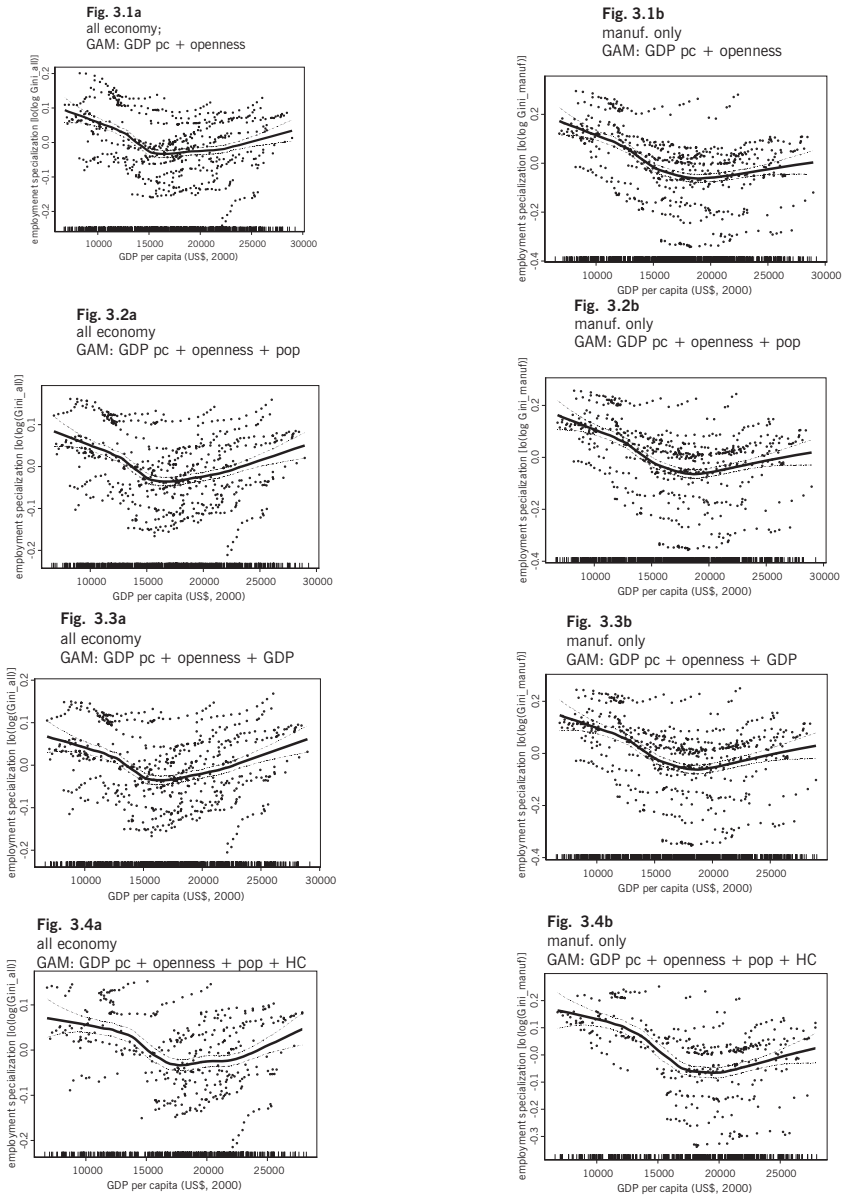 Fig. 3.1a
all economy;
GAM: GDP pc + openness
employmenet specialization [lo(log Gini_all)]
0.2
0.1
0.0
-0.1
-0.2
10000 15000 20000 25000 30000
GDP per capita (US$, 2000)
Fig. 3.1b
manuf. only
GAM: GDP pc + openness
employment specialization [lo(log Gini_manuf)]
0.2
0.0
-0.2
-0.4
10000 15000 20000 25000 30000
GDP per capita (US$, 2000)
Fig. 3.2a
all economy
GAM: GDP pc + openness + pop
employment specialization [lo(log(Gini_all)]
0.1
0.0
-0.1
-0.2
10000 15000 20000 25000 30000
GDP per capita (US$, 2000)
Fig. 3.2b
manuf. only
GAM: GDP pc + openness + pop
employment specialization [lo(log Gini_manuf)]
0.2
0.0
-0.2
-0.4
10000 15000 20000 25000 30000
GDP per capita (US$, 2000)
Fig. 3.3a
all economy
GAM: GDP pc + openness + GDP
employment specialization [lo(log(Gini_all)]
0.2
0.1
0.0
-0.1
-0.2
10000 15000 20000 25000 30000
GDP per capita (US$, 2000)
Fig. 3.3b
manuf. only
GAM: GDP pc + openness + GDP
employment specialization [lo(log(Gini_manuf)]
0.2
0.0
-0.2
-0.4
10000 15000 20000 25000
GDP per capita (US$, 2000)
Fig. 3.4a
all economy
GAM: GDP pc + openness + pop + HC
employment specialization [lo(log(Gini_all)]
0.1
0.0
-0.1
-0.2
10000 15000 20000 25000
GDP per capita (US$, 2000)
Fig. 3.4b
manuf. only
GAM: GDP pc + openness + pop + HC
employment specialization [lo(log(Gini_manuf)]
0.2
0.1
-0.0
-0.1
-0.2
-0.3
10000 15000 20000 25000
GDP per capita (US$, 2000)